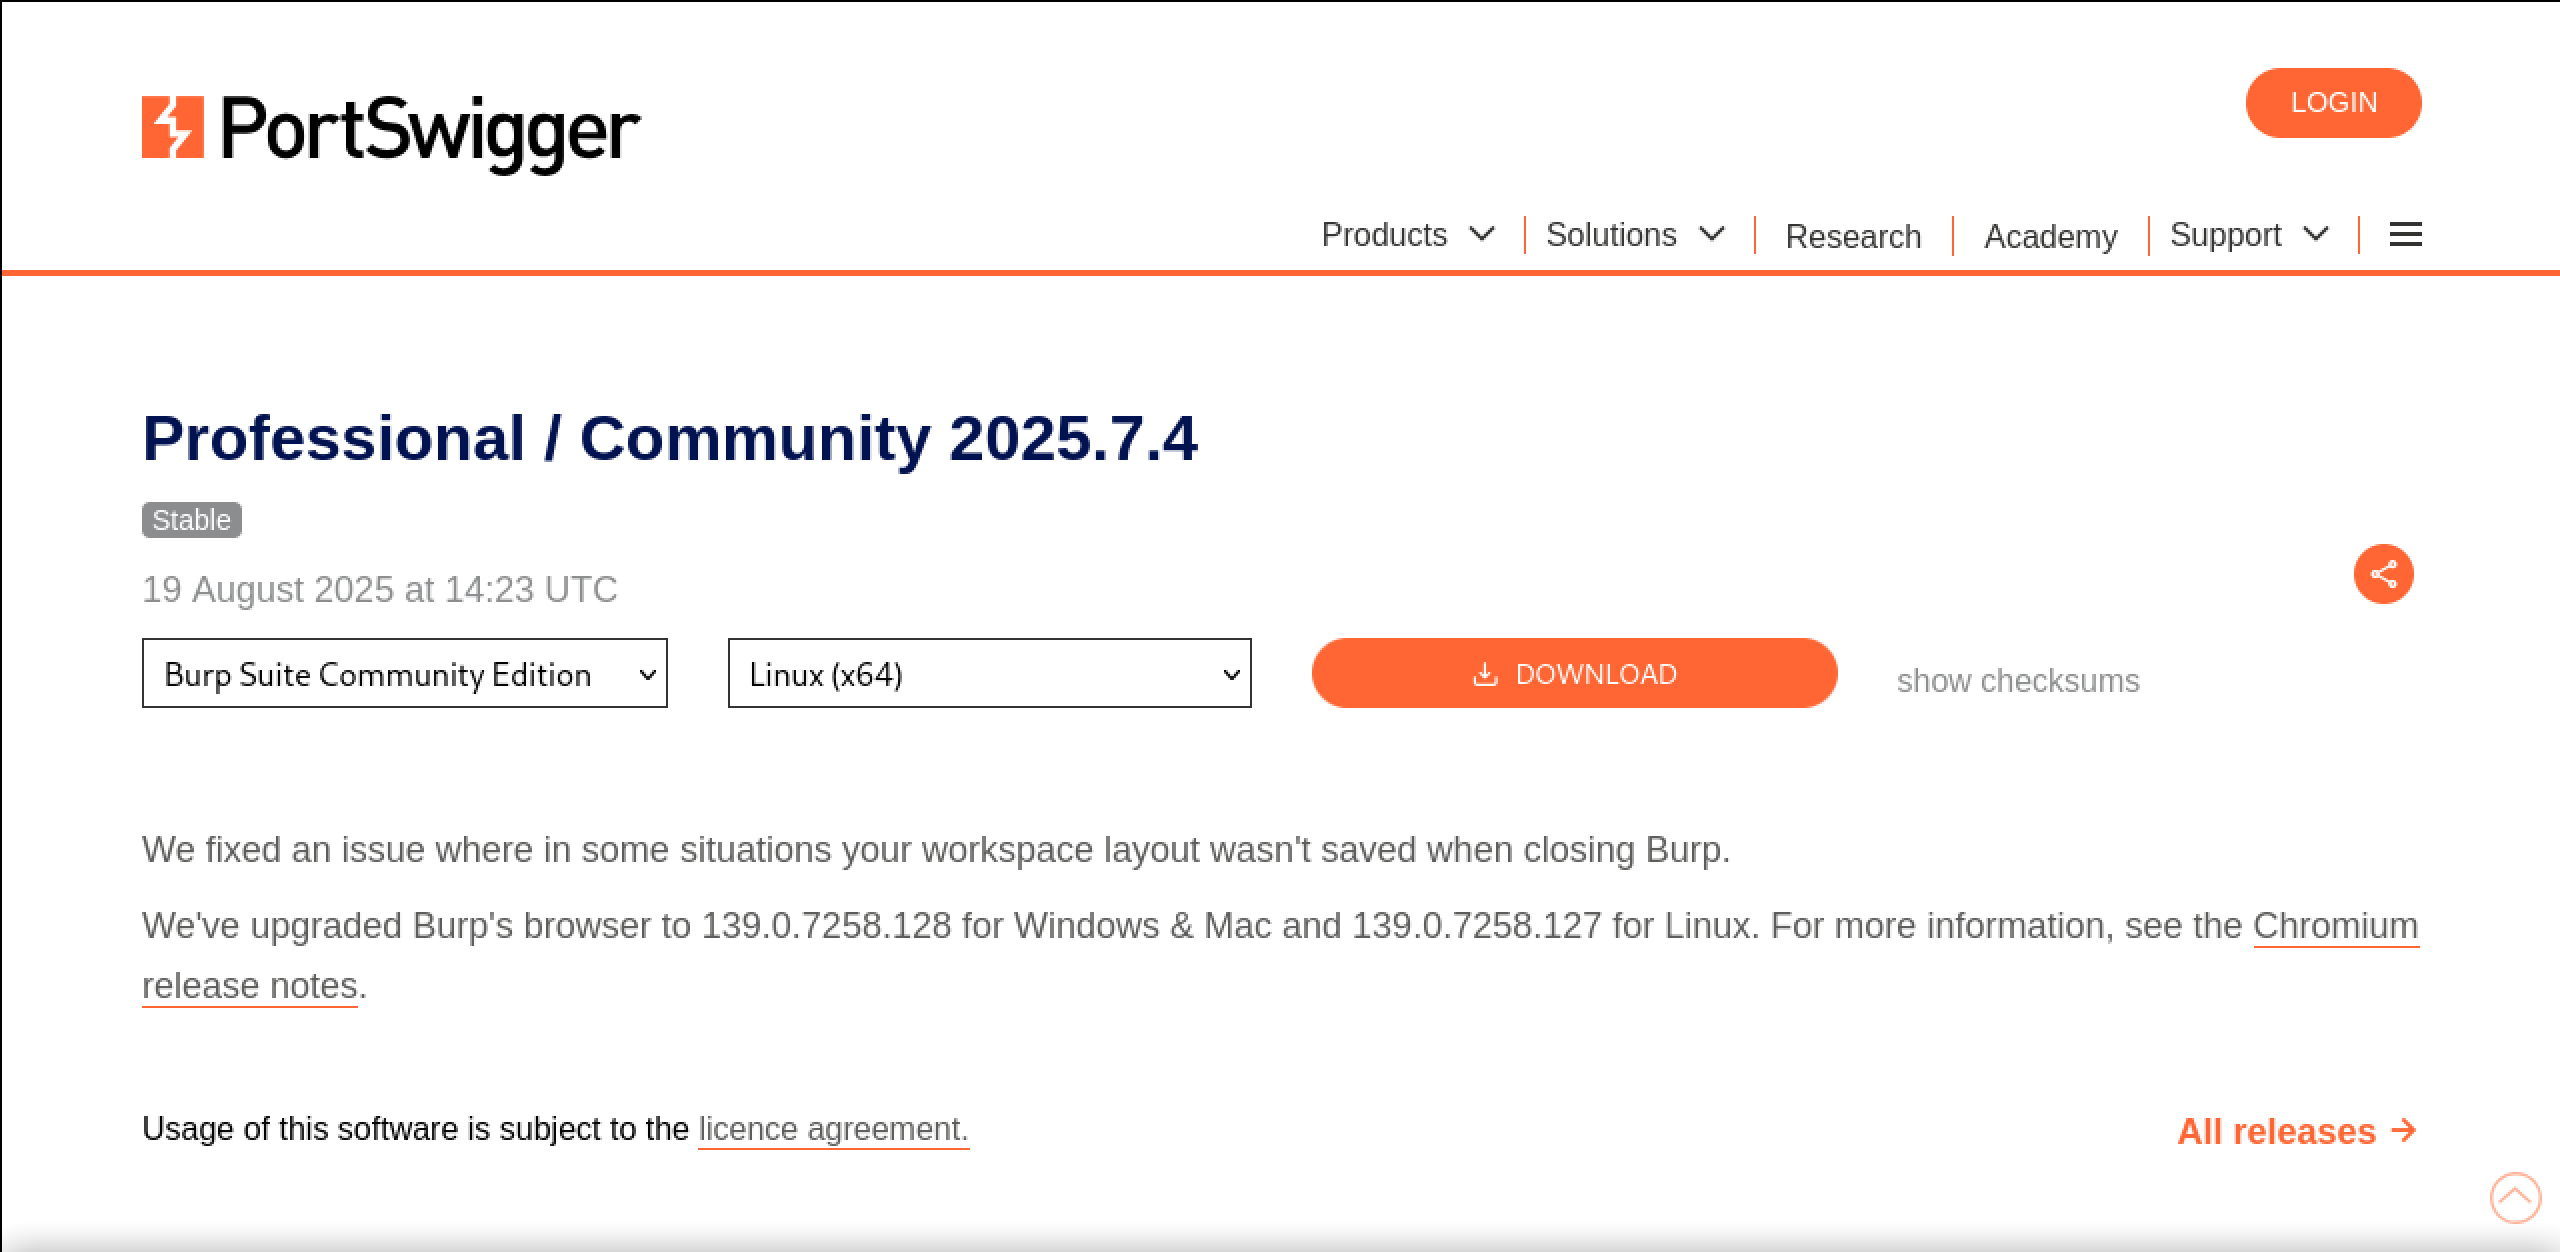 PortSwigger
LOGIN
Products
Solutions
Research
Academy
Support
Professional / Community 2025.7.4
Stable
19 August 2025 at 14:23 UTC
Burp Suite Community Edition
Linux (x64)
DOWNLOAD
show checksums
We fixed an issue where in some situations your workspace layout wasn't saved when closing Burp.
We've upgraded Burp's browser to 139.0.7258.128 for Windows & Mac and 139.0.7258.127 for Linux. For more information, see the Chromium
release notes.
Usage of this software is subject to the licence agreement.
All releases